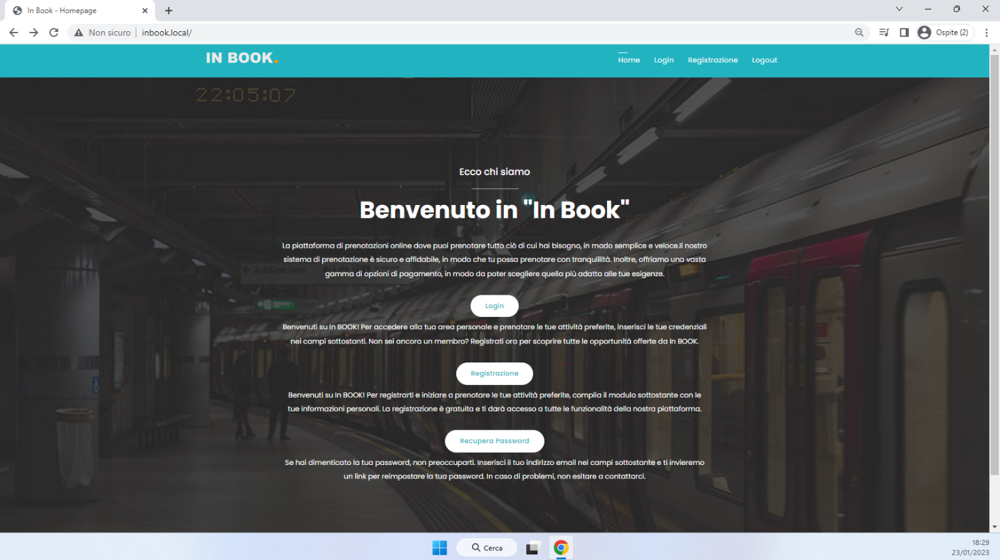 In Book - Homepage
Non sicuro
inbook.local/
Ospite (2)
IN BOOK.
Home Login Registrazione Logout
22:05:07
Ecco chi siamo
Benvenuto in "In Book"
La piattaforma di prenotazioni online dove puoi prenotare tutto ciò di cui hai bisogno, in modo semplice e veloce.Il nostro
sistema di prenotazione è sicuro e affidabile, in modo che tu possa prenotare con tranquillità. Inoltre, offriamo una vasta
gamma di opzioni di pagamento, in modo da poter scegliere quella più adatta alle tue esigenze.
Jubilee line
Login
Benvenuti su In BOOK! Per accedere alla tua area personale e prenotare le tue attività preferite, inserisci le tue credenziali
nei campi sottostanti. Non sei ancora un membro? Registrati ora per scoprire tutte le opportunità offerte da In BOOK.
Registrazione
Benvenuti su In BOOK! Per registrarti e iniziare a prenotare le tue attività preferite, compila il modulo sottostante con le
tue informazioni personali. La registrazione è gratuita e ti darà accesso a tutte le funzionalità della nostra piattaforma.
Recupera Password
Se hai dimenticato la tua password, non preoccuparti. Inserisci il tuo indirizzo email nei campi sottostante e ti invieremo
un link per reimpostare la tua password. In caso di problemi, non esitare a contattarci.
Cerca
18:29
23/01/2023